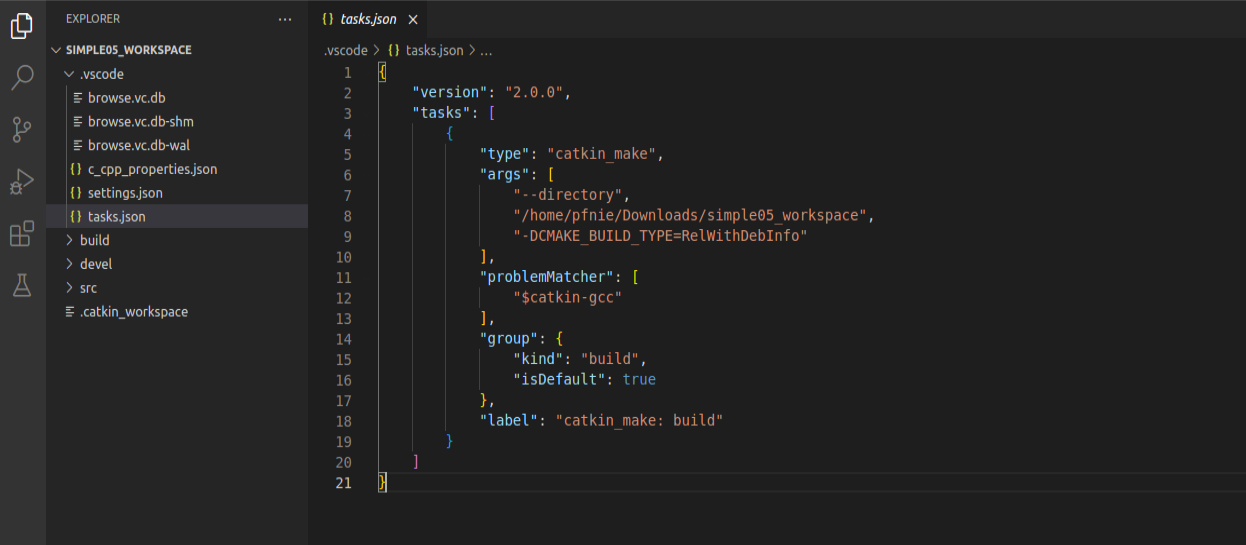 EXPLORER
SIMPLE05_WORKSPACE
.vscode
browse.vc.db
browse.vc.db-shm
browse.vc.db-wal
{} c_cpp_properties.json
{} settings.json
{} tasks.json
build
devel
src
.catkin_workspace
{} tasks.json ×
.vscode > {} tasks.json > ...
1 {
2 "version": "2.0.0",
3 "tasks": [
4 {
5 "type": "catkin_make",
6 "args": [
7 "--directory",
8 "/home/pfnie/Downloads/simple05_workspace",
9 "-DCMAKE_BUILD_TYPE=RelWithDebInfo"
10 ],
11 "problemMatcher": [
12 "$catkin-gcc"
13 ],
14 "group": {
15 "kind": "build",
16 "isDefault": true
17 },
18 "label": "catkin_make: build"
19 }
20 ]
21 }